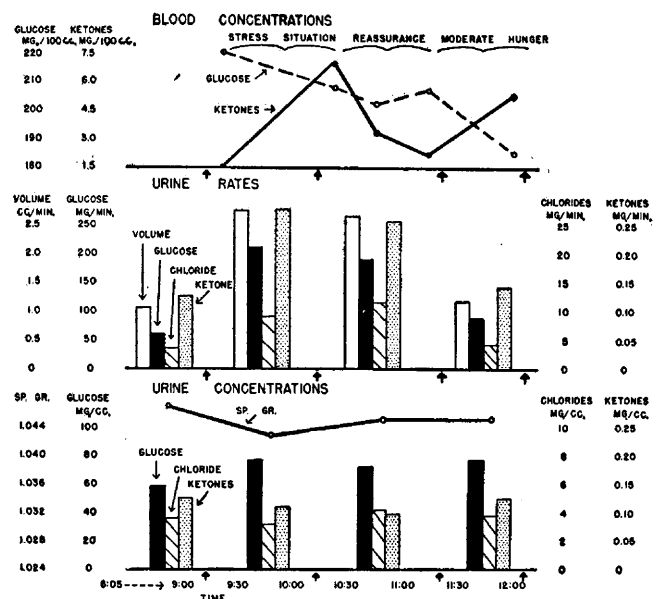 BLOOD CONCENTRATIONS
GLUCOSE KETONES
MG./100CC. MG./100CC.
STRESS SITUATION REASSURANCE MODERATE HUNGER
220 7.5
210 6.0
200 4.5
190 3.0
180 1.5
GLUCOSE
KETONES
URINE RATES
VOLUME GLUCOSE
CC/MIN. MG/MIN.
CHLORIDES KETONES
MG/MIN. MG/MIN.
2.5 250
2.0 200
1.5 150
1.0 100
0.5 50
0 0
VOLUME
GLUCOSE
CHLORIDE
KETONE
25 0.25
20 0.20
15 0.15
10 0.10
5 0.05
0 0
URINE CONCENTRATIONS
SP. GR. GLUCOSE
MG/CC.
CHLORIDES KETONES
MG/CC. MG/CC.
SP. GR.
1.044 100
1.040 80
1.036 60
1.032 40
1.028 20
1.024 0
GLUCOSE
CHLORIDE
KETONES
10 0.25
8 0.20
6 0.15
4 0.10
2 0.05
0 0
9:00 9:30 10:00 10:30 11:00 11:30 12:00
TIME